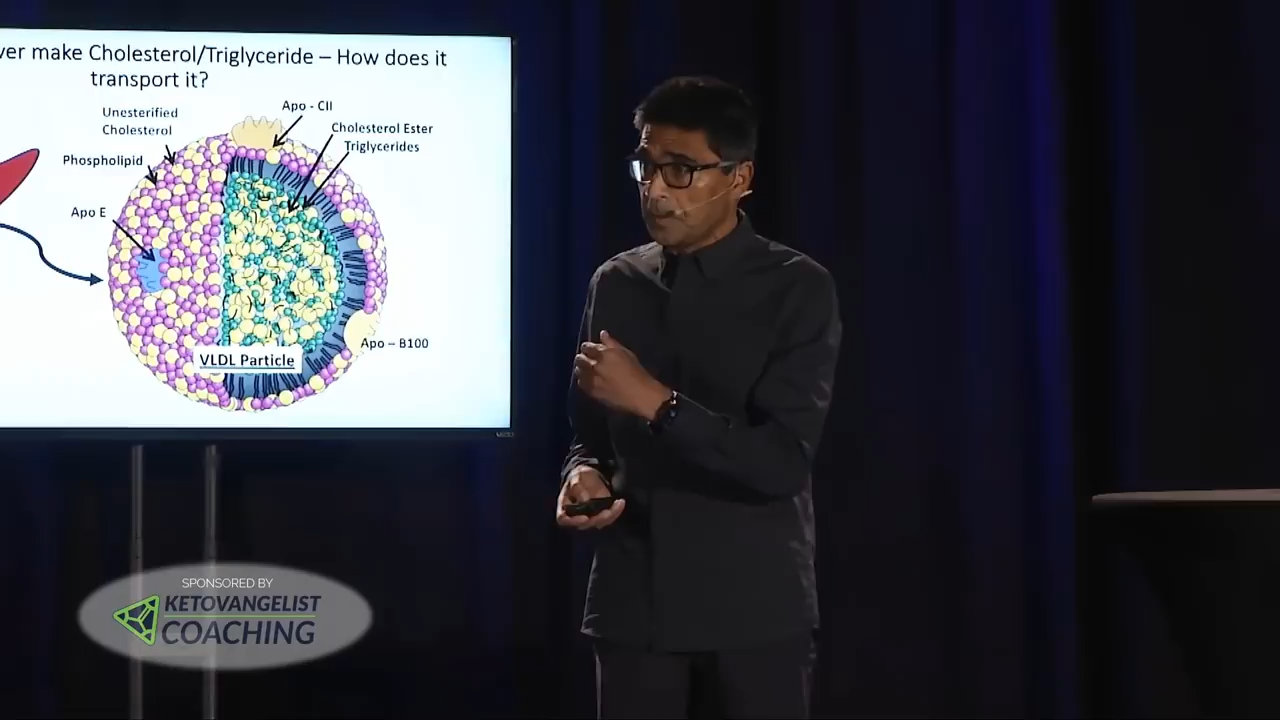 ver make Cholesterol/Triglyceride – How does it
transport it?
Apo - CII
Unesterified
Cholesterol
Cholesterol Ester
Triglycerides
Phospholipid
Apo E
Apo – B100
VLDL Particle
SPONSORED BY
KETOVANGELIST
COACHING